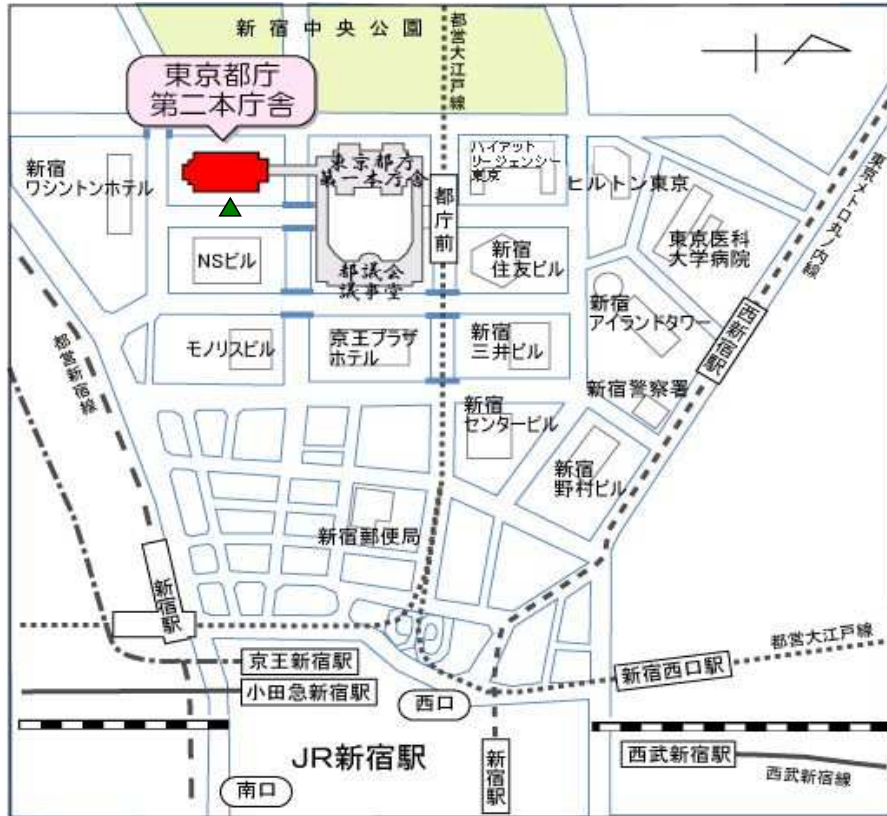 新宿中央公園
都営大江戸線
東京都庁
第二本庁舎
新宿
ワシントンホテル
東京都庁
第一本庁舎
ハイアット
リージェンシー
東京
ヒルトン東京
東京メトロ丸ノ内線
都庁前
東京医科
大学病院
NSビル
都議会
議事堂
新宿
住友ビル
新宿
アイランドタワー
西新宿駅
都営新宿線
モノリスビル
京王プラザ
ホテル
新宿
三井ビル
新宿警察署
新宿
センタービル
新宿
野村ビル
新宿郵便局
新宿駅
京王新宿駅
小田急新宿駅
西口
新宿西口駅
都営大江戸線
JR新宿駅
新宿駅
西武新宿駅
西武新宿線
南口